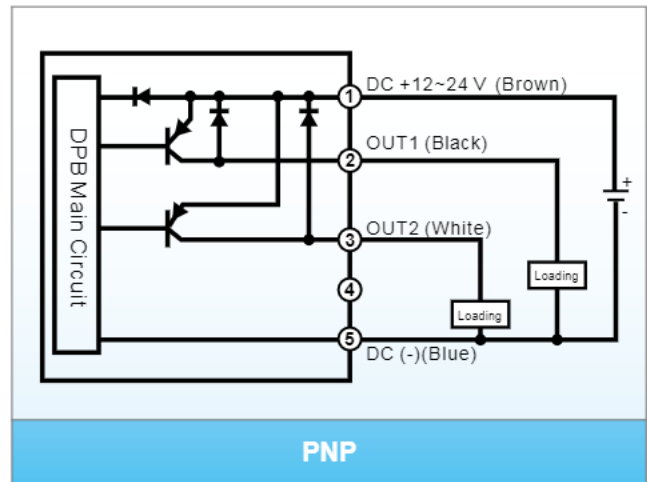 DPB Main Circuit
1 DC +12~24 V (Brown)
2 OUT1 (Black)
+
-
3 OUT2 (White)
Loading
Loading
4
5 DC (-)(Blue)
PNP